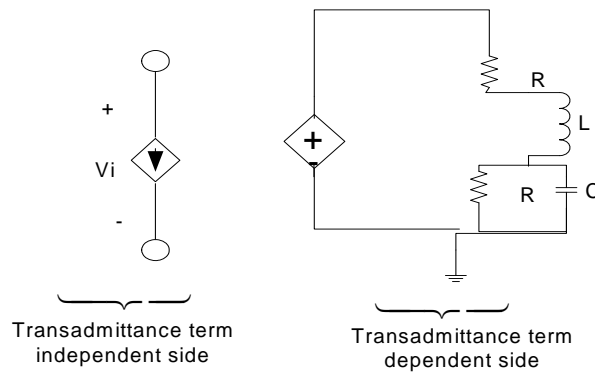 +
Vi
-
+
-
R
L
R
C
Transadmittance term
independent side
Transadmittance term
dependent side